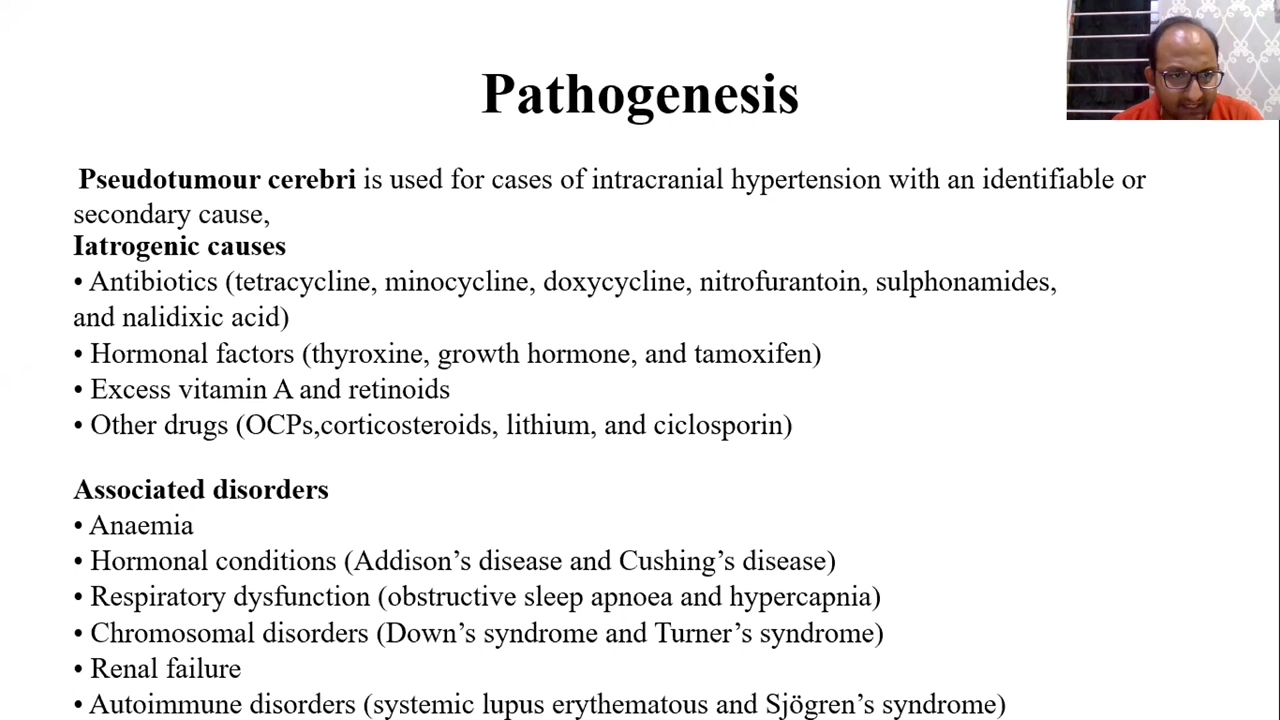 Pathogenesis
Pseudotumour cerebri is used for cases of intracranial hypertension with an identifiable or
secondary cause,
Iatrogenic causes
• Antibiotics (tetracycline, minocycline, doxycycline, nitrofurantoin, sulphonamides,
and nalidixic acid)
• Hormonal factors (thyroxine, growth hormone, and tamoxifen)
• Excess vitamin A and retinoids
• Other drugs (OCPs,corticosteroids, lithium, and ciclosporin)
Associated disorders
• Anaemia
• Hormonal conditions (Addison’s disease and Cushing’s disease)
• Respiratory dysfunction (obstructive sleep apnoea and hypercapnia)
• Chromosomal disorders (Down’s syndrome and Turner’s syndrome)
• Renal failure
• Autoimmune disorders (systemic lupus erythematous and Sjögren’s syndrome)